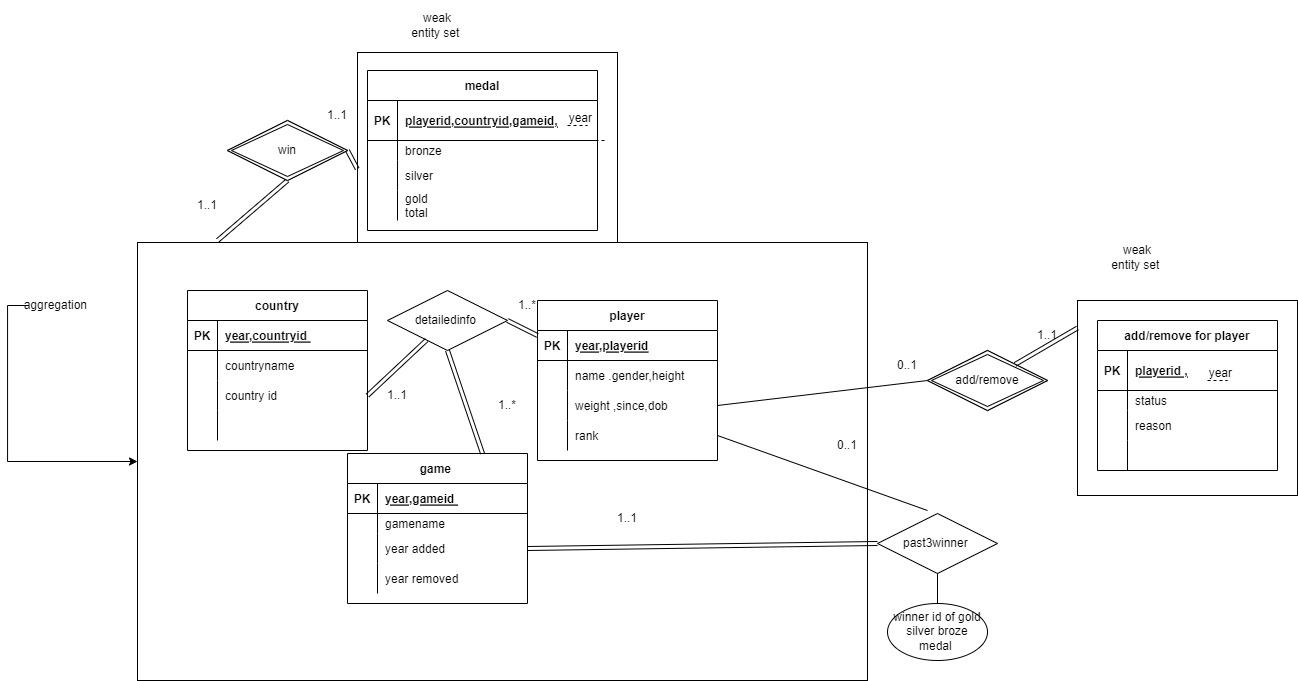 weak
entity set
medal
PK
playerid,countryid,gameid,
year
bronze
silver
gold
total
1..1
win
1..1
aggregation
country
PK
year,countryid
countryname
country id
detailedinfo
1..*
1..1
1..*
player
PK
year,playerid
name .gender,height
weight ,since,dob
rank
game
PK
year,gameid
gamename
year added
year removed
1..1
0..1
0..1
add/remove
1..1
weak
entity set
add/remove for player
PK
playerid ,
year
status
reason
past3winner
winner id of gold
silver broze
medal